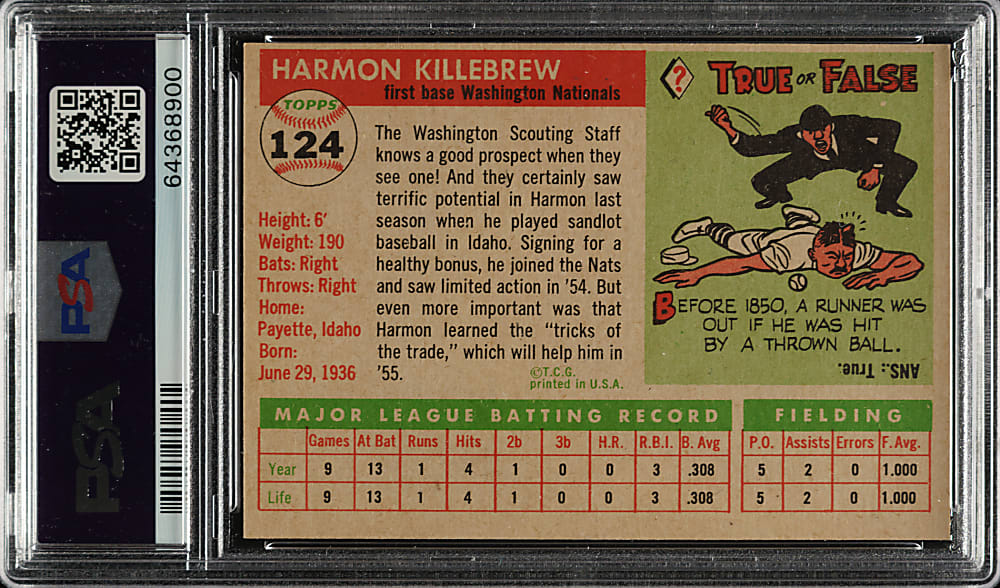 64368900
PSA
PSA
HARMON KILLEBREW
first base Washington Nationals
TOPPS
124
The Washington Scouting Staff
knows a good prospect when they
see one! And they certainly saw
terrific potential in Harmon last
season when he played sandlot
baseball in Idaho. Signing for a
healthy bonus, he joined the Nats
and saw limited action in '54. But
even more important was that
Harmon learned the "tricks of
the trade," which will help him in
'55.
©T.C.G.
printed in U.S.A.
Height: 6'
Weight: 190
Bats: Right
Throws: Right
Home:
Payette, Idaho
Born:
June 29, 1936
? TRUE OR FALSE
BEFORE 1850, A RUNNER WAS
OUT IF HE WAS HIT
BY A THROWN BALL.
ANS.: True.
MAJOR LEAGUE BATTING RECORD
Games At Bat Runs Hits 2b 3b H.R. R.B.I. B. Avg
Year 9 13 1 4 1 0 0 3 .308
Life 9 13 1 4 1 0 0 3 .308
FIELDING
P.O. Assists Errors F. Avg.
5 2 0 1.000
5 2 0 1.000